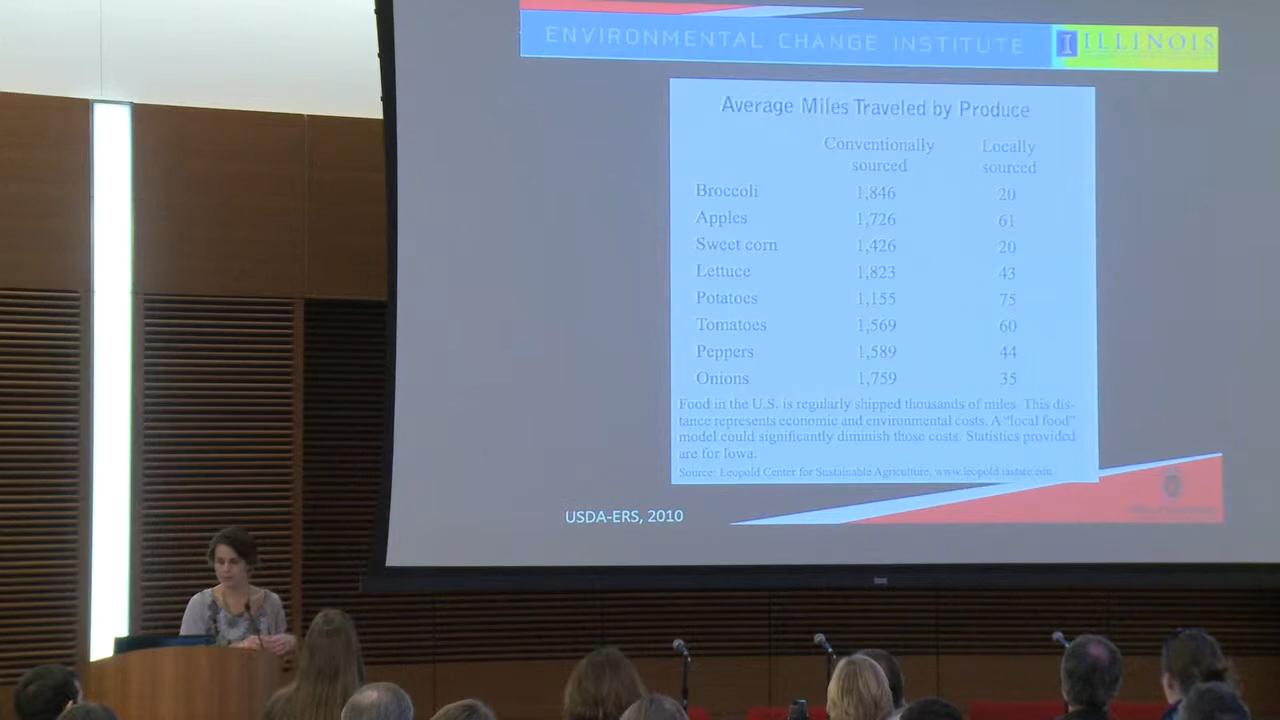 ENVIRONMENTAL CHANGE INSTITUTE
I ILLINOIS
Average Miles Traveled by Produce
Conventionally sourced Locally sourced
Broccoli 1,846 20
Apples 1,726 61
Sweet corn 1,426 20
Lettuce 1,823 43
Potatoes 1,155 75
Tomatoes 1,569 60
Peppers 1,589 44
Onions 1,759 35
Food in the U.S. is regularly shipped thousands of miles. This dis-
tance represents economic and environmental costs. A "local food"
model could significantly diminish those costs. Statistics provided
are for Iowa.
Source: Leopold Center for Sustainable Agriculture, www.leopold.iastate.edu
USDA-ERS, 2010